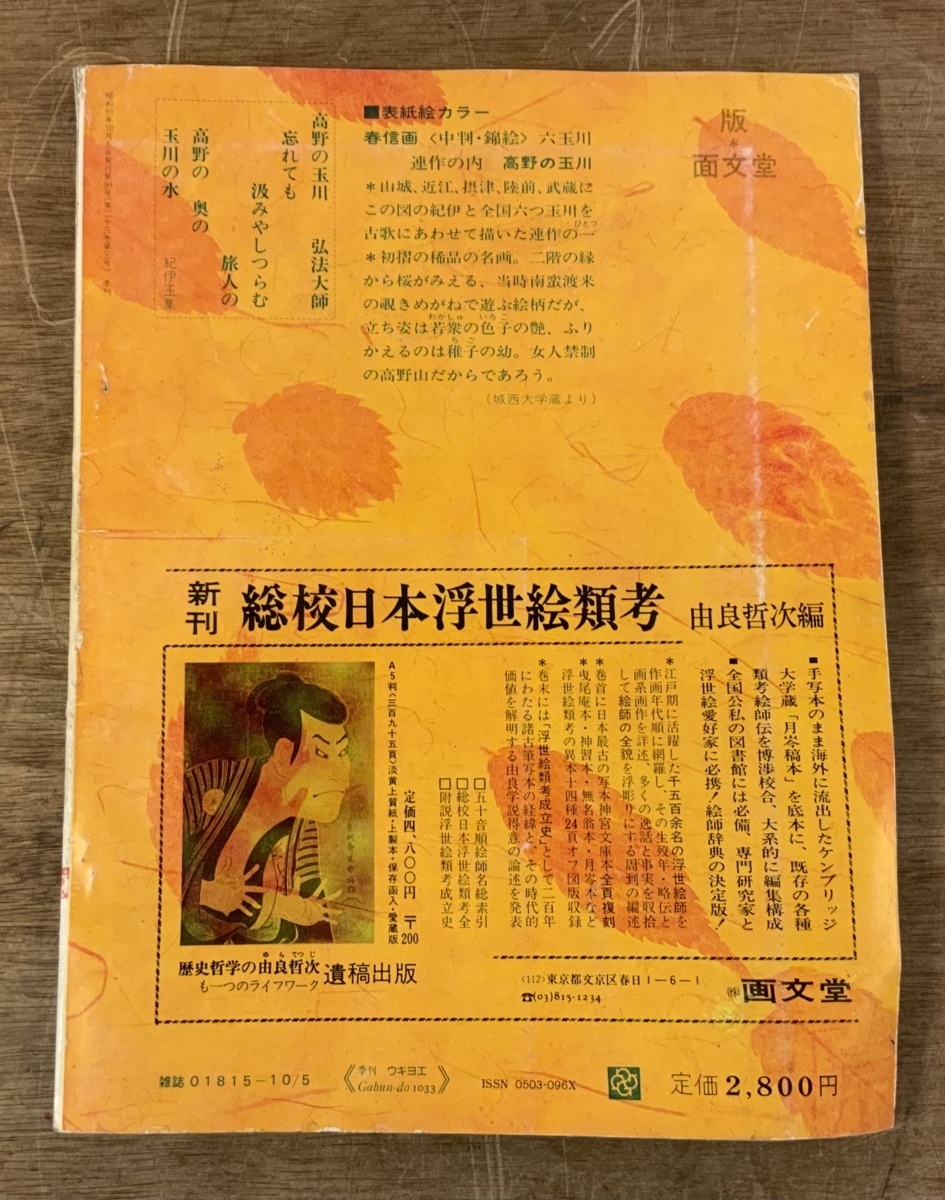 版
*
面文堂
■表紙絵カラー
春信画〈中判・錦絵〉六玉川
連作の内 高野の玉川
*山城、近江、摂津、陸前、武蔵に
この図の紀伊と全国六つ玉川を
古歌にあわせて描いた連作の一
ひとつ
*初摺の稀品の名画。二階の縁
から桜がみえる、当時南蛮渡来
の覗きめがねで遊ぶ絵柄だが、
立ち姿は若衆の色子の艶、ふり
わかしゅ いろこ
かえるのは稚子の幼。女人禁制
ちご
の高野山だからであろう。
(城西大学蔵より)
高野の玉川 弘法大師
忘れても
汲みやしつらむ
旅人の
高野の 奥の
玉川の水
紀伊玉集
新刊
総校日本浮世絵類考 由良哲次編
■手写本のまま海外に流出したケンブリッジ
大学蔵「月岑稿本」を底本に、既存の各種
類考絵師伝を博渉校合、大系的に編集構成
■全国公私の図書館には必備、専門研究家と
浮世絵愛好家に必携!絵師辞典の決定版!
*江戸期に活躍した千五百余名の浮世絵師を
作画年代順に網羅し、その生歿年・略伝と
画系画作を詳述、多くの逸話と事実を収拾
して絵師の全貌を浮彫りにする周到の編述
*巻首に日本最古の写本神宮文庫本全頁複刻
*曳尾庵本・神習本・無名翁本・月岑本など
浮世絵類考の異本十四種24頁オフ図版収録
*巻末には「浮世絵類考成立史」として二百年
にわたる諸古筆写本の経緯と、その時代的
価値を解明する由良学説得意の論述を発表
□五十音順絵師名総索引
□総校日本浮世絵類考全
□附説浮世絵類考成立史
定価四、八〇〇円 〒200
A5判(三百九十五頁)淡黄上質紙・上製本・保存函入・愛蔵版
歴史哲学の由良哲次
ゆらてつじ
も一つのライフワーク
遺稿出版
〈112〉東京都文京区春日1-6-1
☎(03)815-1234
㈱画文堂
雑誌01815-10/5
《季刊 ウキヨエ
Gabun-do 1033》
ISSN 0503-096X
定価2,800円